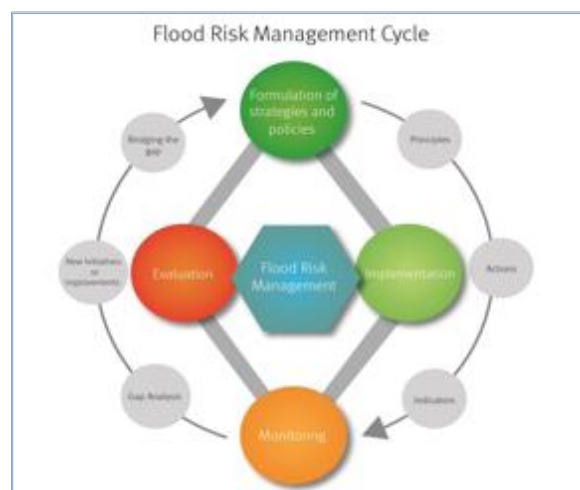 Flood Risk Management Cycle
Formulation of
strategies and
policies
Bridging the
gap
Principles
New Initiatives
or
improvements
Evaluation
Flood Risk
Management
Implementation
Actions
Gap Analysis
Indicators
Monitoring